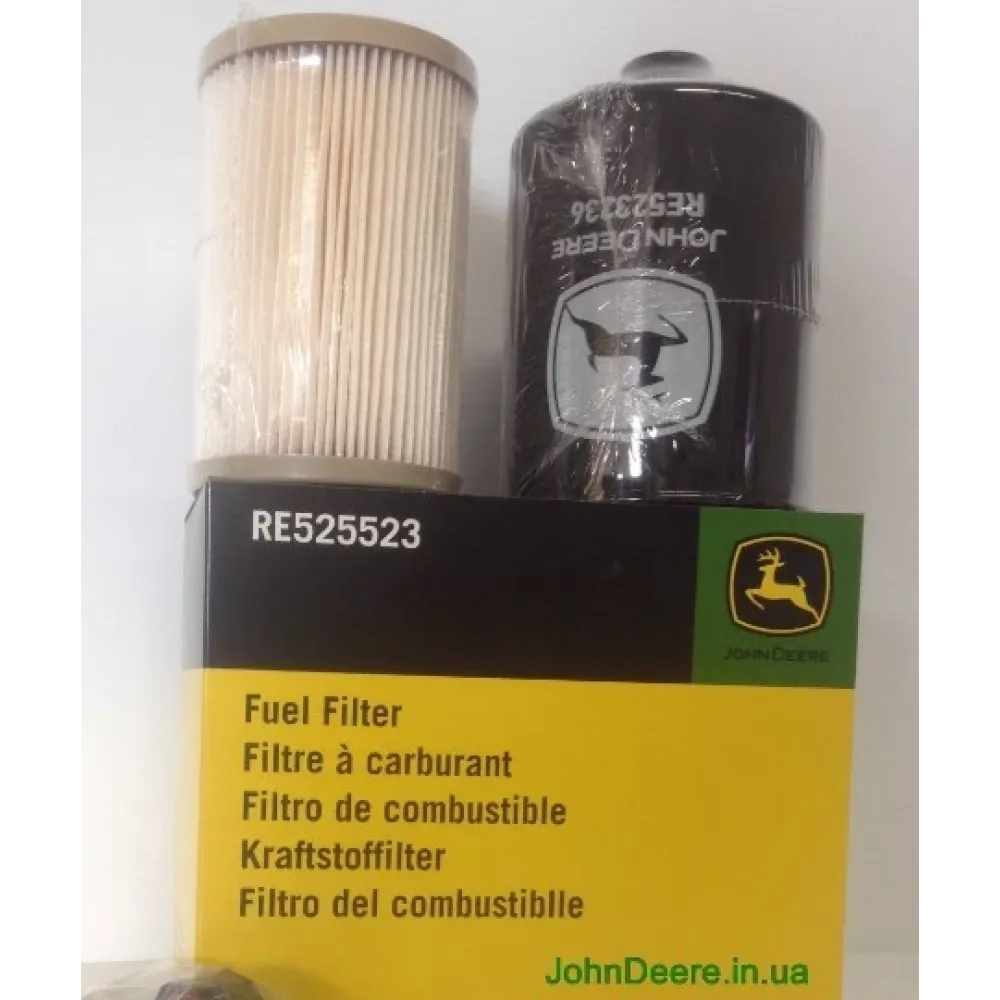 RE523236
JOHN DEERE
RE525523
JOHN DEERE
Fuel Filter
Filtre à carburant
Filtro de combustible
Kraftstoffilter
Filtro del combustiblle
JohnDeere.in.ua